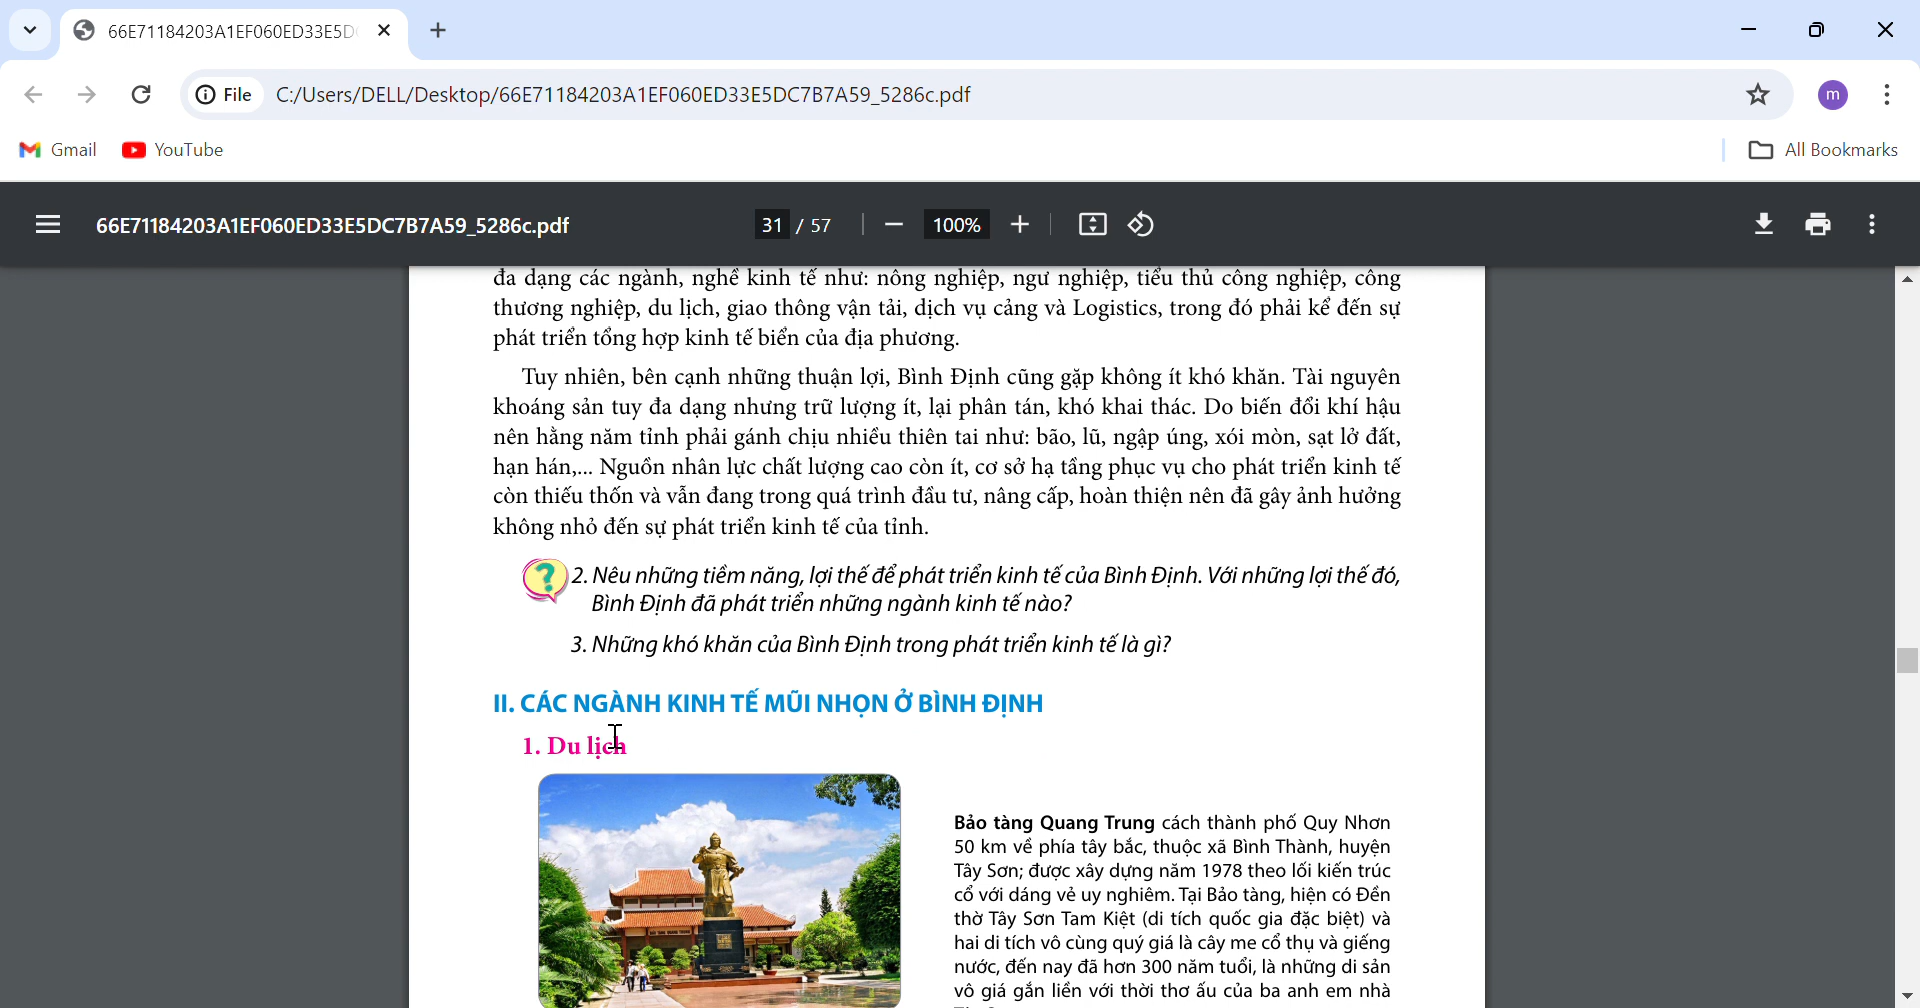 66E71184203A1EF060ED33E5D
File
C:/Users/DELL/Desktop/66E71184203A1EF060ED33E5DC7B7A59_5286c.pdf
m
Gmail
YouTube
All Bookmarks
66E71184203A1EF060ED33E5DC7B7A59_5286c.pdf
31 / 57
100%
đa dạng các ngành, nghề kinh tế như: nông nghiệp, ngư nghiệp, tiểu thủ công nghiệp, công
thương nghiệp, du lịch, giao thông vận tải, dịch vụ cảng và Logistics, trong đó phải kể đến sự
phát triển tổng hợp kinh tế biển của địa phương.
Tuy nhiên, bên cạnh những thuận lợi, Bình Định cũng gặp không ít khó khăn. Tài nguyên
khoáng sản tuy đa dạng nhưng trữ lượng ít, lại phân tán, khó khai thác. Do biến đổi khí hậu
nên hằng năm tỉnh phải gánh chịu nhiều thiên tai như: bão, lũ, ngập úng, xói mòn, sạt lở đất,
hạn hán,... Nguồn nhân lực chất lượng cao còn ít, cơ sở hạ tầng phục vụ cho phát triển kinh tế
còn thiếu thốn và vẫn đang trong quá trình đầu tư, nâng cấp, hoàn thiện nên đã gây ảnh hưởng
không nhỏ đến sự phát triển kinh tế của tỉnh.
2. Nêu những tiềm năng, lợi thế để phát triển kinh tế của Bình Định. Với những lợi thế đó,
Bình Định đã phát triển những ngành kinh tế nào?
3. Những khó khăn của Bình Định trong phát triển kinh tế là gì?
II. CÁC NGÀNH KINH TẾ MŨI NHỌN Ở BÌNH ĐỊNH
1. Du lịch
Bảo tàng Quang Trung cách thành phố Quy Nhơn
50 km về phía tây bắc, thuộc xã Bình Thành, huyện
Tây Sơn; được xây dựng năm 1978 theo lối kiến trúc
cổ với dáng vẻ uy nghiêm. Tại Bảo tàng, hiện có Đền
thờ Tây Sơn Tam Kiệt (di tích quốc gia đặc biệt) và
hai di tích vô cùng quý giá là cây me cổ thụ và giếng
nước, đến nay đã hơn 300 năm tuổi, là những di sản
vô giá gắn liền với thời thơ ấu của ba anh em nhà